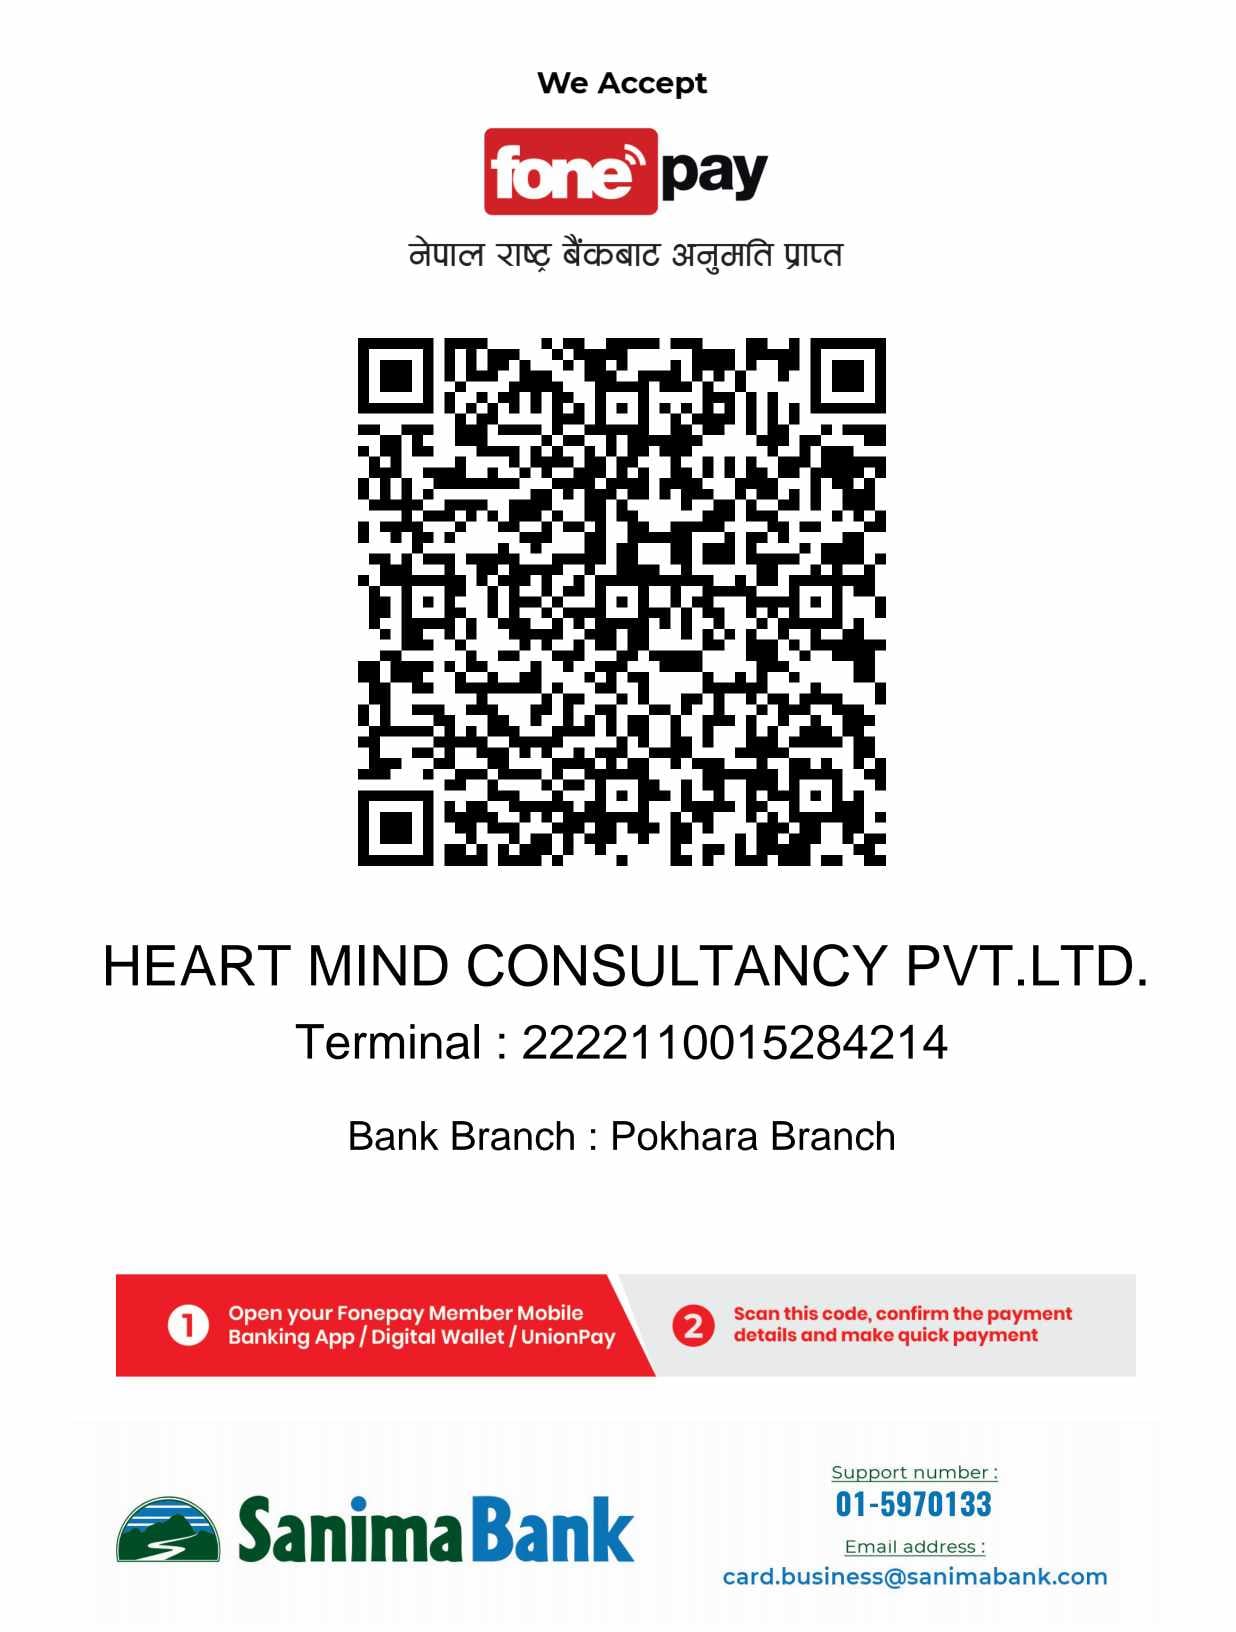 We Accept
fonepay
नेपाल राष्ट्र बैंकबाट अनुमति प्राप्त
HEART MIND CONSULTANCY PVT.LTD.
Terminal : 2222110015284214
Bank Branch : Pokhara Branch
1 Open your Fonepay Member Mobile
Banking App / Digital Wallet / UnionPay
2 Scan this code, confirm the payment
details and make quick payment
Sanima Bank
Support number :
01-5970133
Email address :
card.business@sanimabank.com